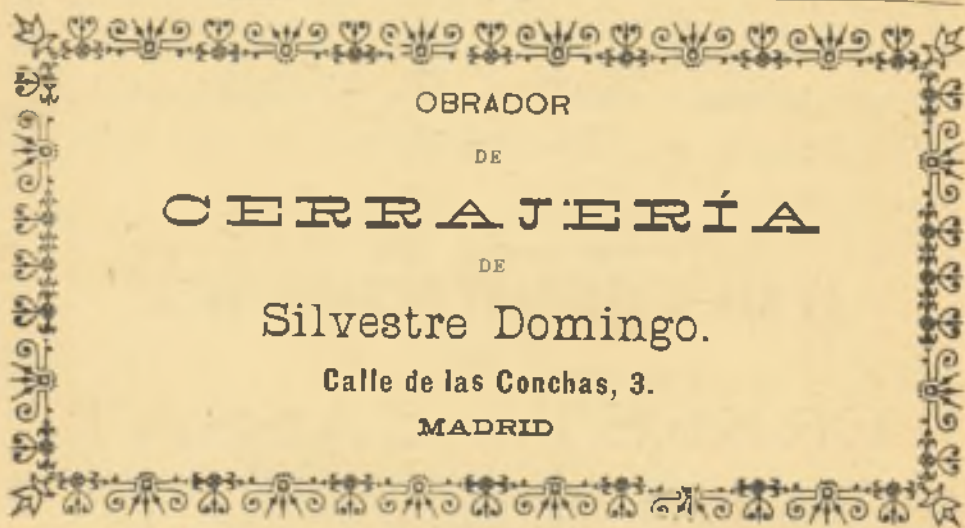 OBRADOR
DE
CERRAJERÍA
DE
Silvestre Domingo.
Calle de las Conchas, 3.
MADRID